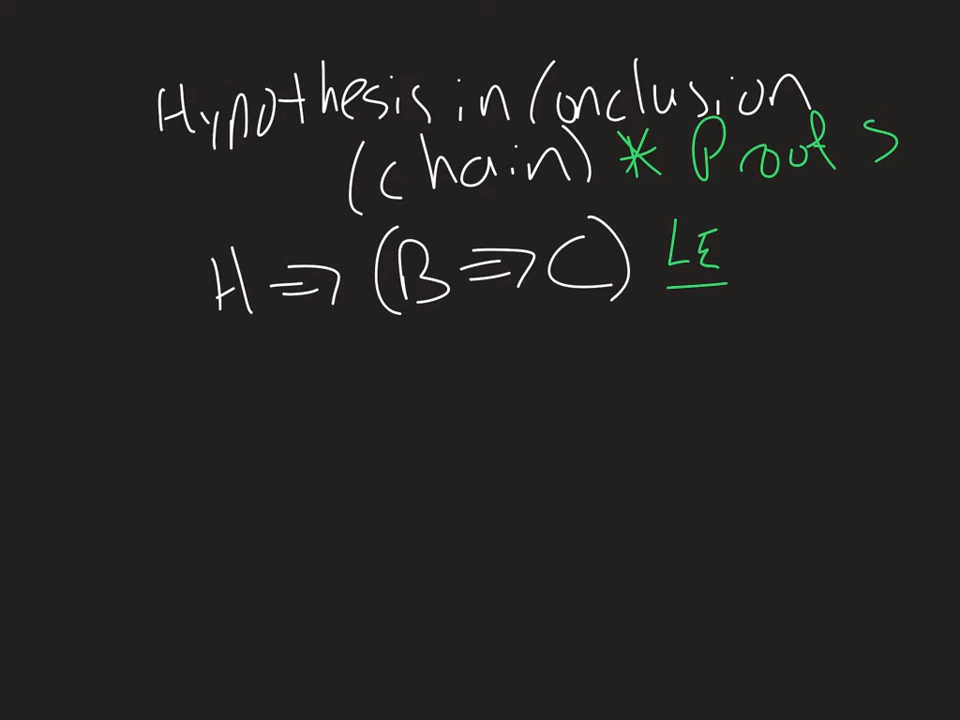 Hypothesis in Conclusion
(chain) * Proofs
H => (B => C) LE